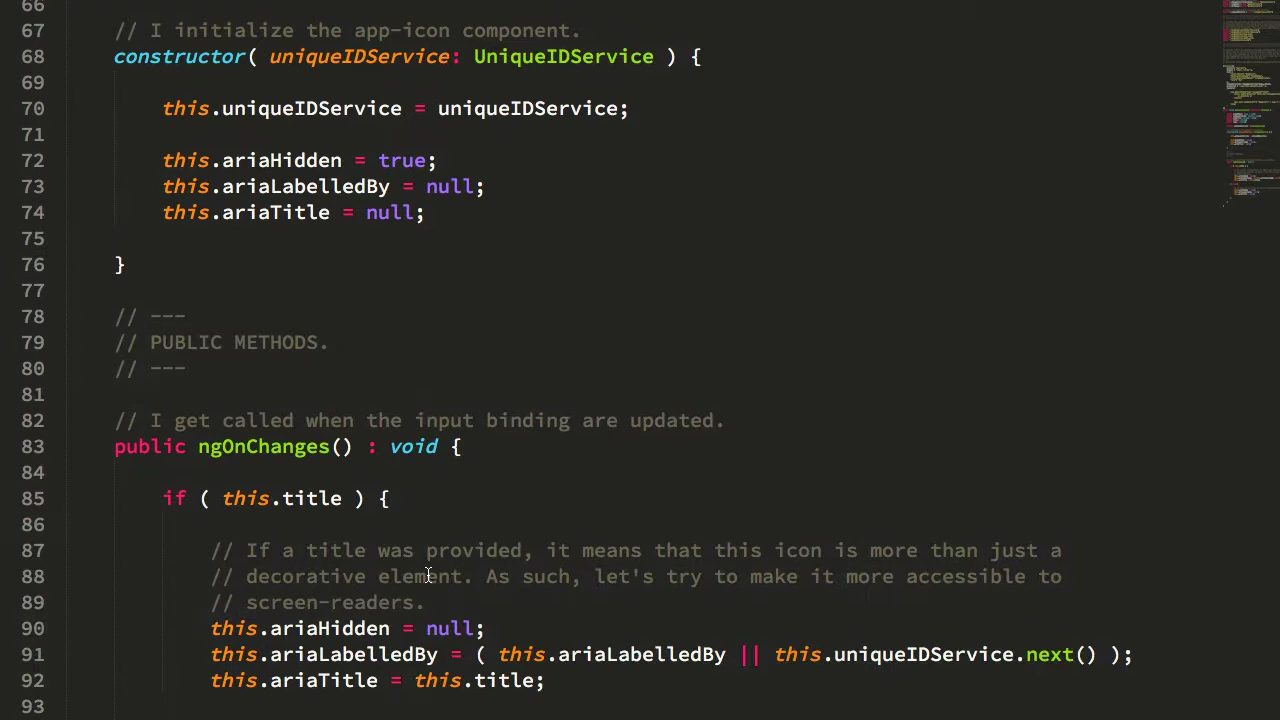 66
67 // I initialize the app-icon component.
68 constructor( uniqueIDService: UniqueIDService ) {
69
70 this.uniqueIDService = uniqueIDService;
71
72 this.ariaHidden = true;
73 this.ariaLabelledBy = null;
74 this.ariaTitle = null;
75
76 }
77
78 // ---
79 // PUBLIC METHODS.
80 // ---
81
82 // I get called when the input binding are updated.
83 public ngOnChanges() : void {
84
85 if ( this.title ) {
86
87 // If a title was provided, it means that this icon is more than just a
88 // decorative element. As such, let's try to make it more accessible to
89 // screen-readers.
90 this.ariaHidden = null;
91 this.ariaLabelledBy = ( this.ariaLabelledBy || this.uniqueIDService.next() );
92 this.ariaTitle = this.title;
93